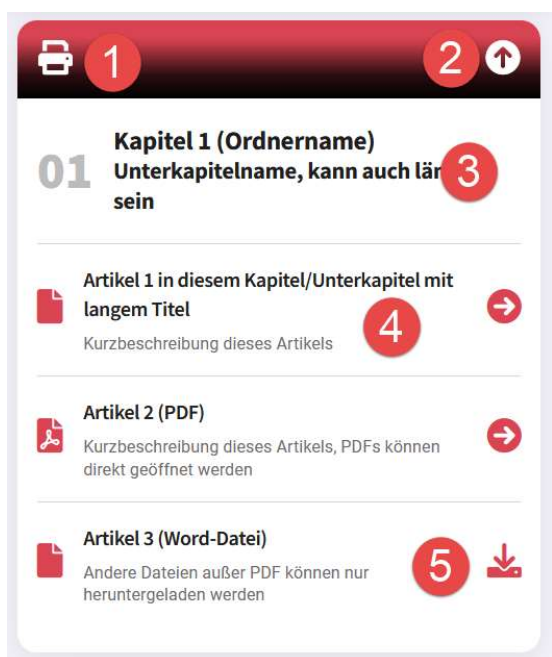 1
2
01
Kapitel 1 (Ordnername)
Unterkapitelname, kann auch
sein
3
Artikel 1 in diesem Kapitel/Unterkapitel mit
langem Titel
Kurzbeschreibung dieses Artikels
4
Artikel 2 (PDF)
Kurzbeschreibung dieses Artikels, PDFs können
direkt geöffnet werden
Artikel 3 (Word-Datei)
Andere Dateien außer PDF können nur
heruntergeladen werden
5